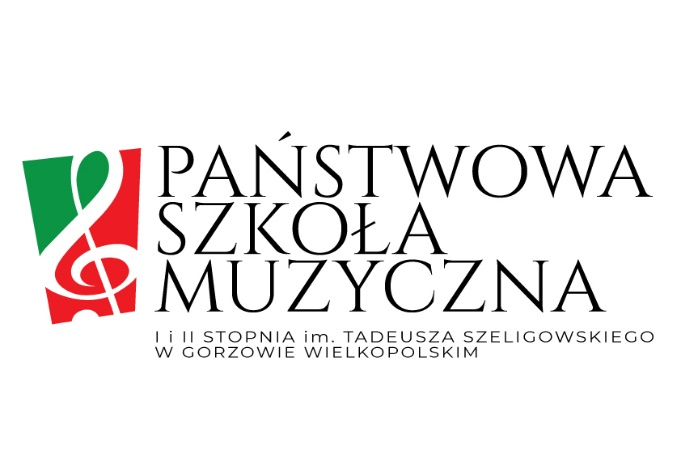 PAŃSTWOWA
SZKOŁA
MUZYCZNA
I i II STOPNIA im. TADEUSZA SZELIGOWSKIEGO
W GORZOWIE WIELKOPOLSKIM